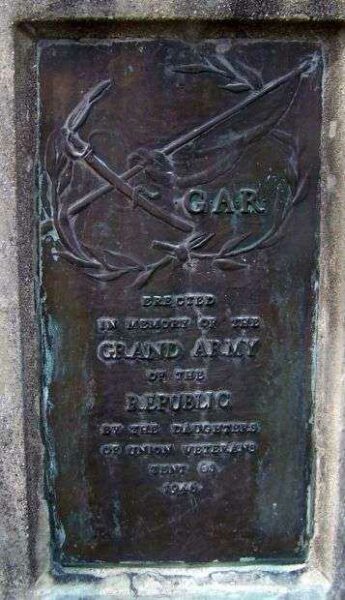 GAR
ERECTED
IN MEMORY OF THE
GRAND ARMY
OF THE
REPUBLIC
BY THE DAUGHTERS
OF UNION VETERANS
TENT